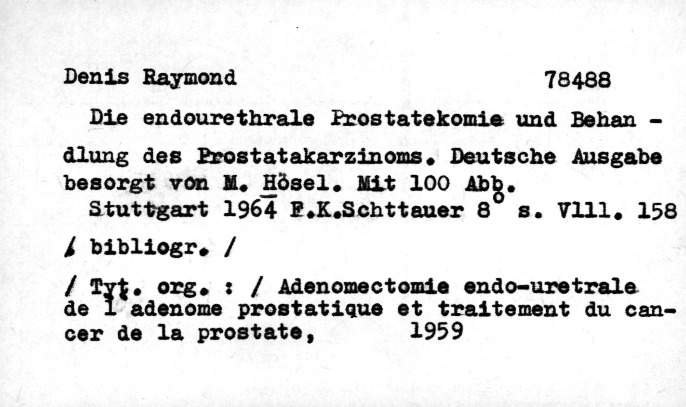 Denis Raymond 78488
Die endourethrale Prostatekomie und Behan -
dlung des Prostatakarzinoms. Deutsche Ausgabe
besorgt von M. Hösel. Mit 100 Abb.
Stuttgart 1964 F.K.Schttauer 8° s. Vlll. 158
/ bibliogr. /
/ Tyt. org. : / Adenomectomie endo-uretrale
de l'adenome prostatique et traitement du can-
cer de la prostate, 1959